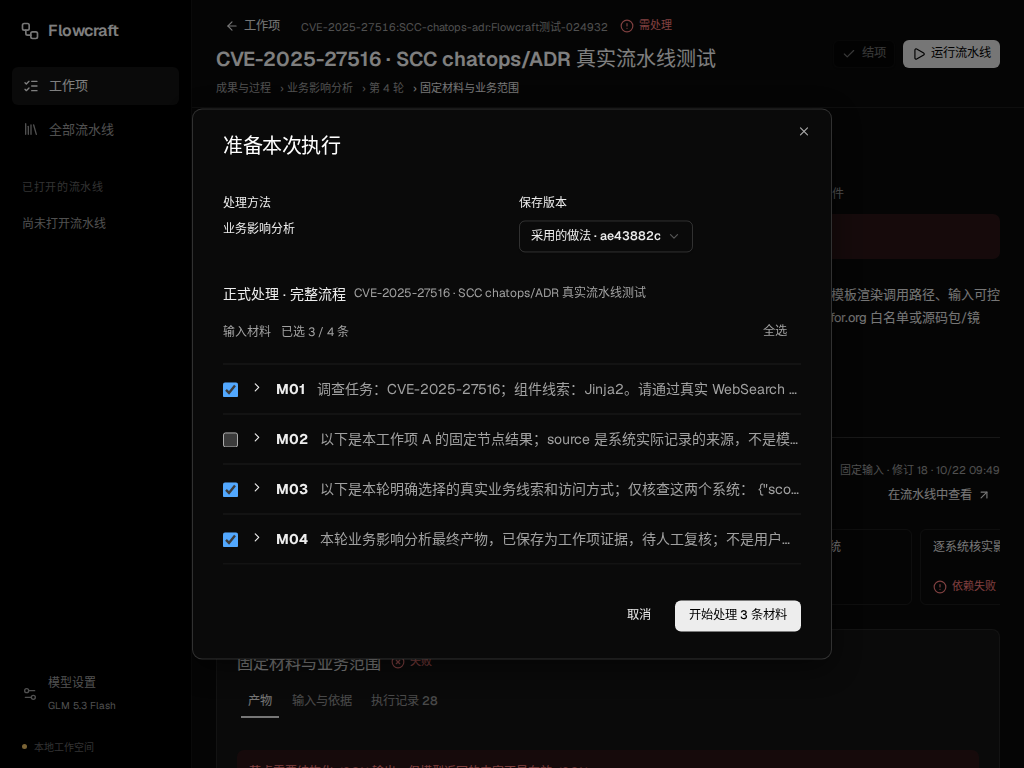 Flowcraft
工作项
全部流水线
已打开的流水线
尚未打开流水线
模型设置
GLM 5.3 Flash
本地工作空间
工作项 CVE-2025-27516:SCC-chatops-adr:Flowcraft测试-024932 需处理
CVE-2025-27516 · SCC chatops/ADR 真实流水线测试
结项 运行流水线
成果与过程 › 业务影响分析 › 第 4 轮 › 固定材料与业务范围
准备本次执行
处理方法 保存版本
业务影响分析 采用的做法 · ae43882c
正式处理 · 完整流程 CVE-2025-27516 · SCC chatops/ADR 真实流水线测试
输入材料 已选 3 / 4 条 全选
M01 调查任务：CVE-2025-27516；组件线索：Jinja2。请通过真实 WebSearch ...
M02 以下是本工作项 A 的固定节点结果；source 是系统实际记录的来源，不是模...
M03 以下是本轮明确选择的真实业务线索和访问方式；仅核查这两个系统： {"sco...
M04 本轮业务影响分析最终产物，已保存为工作项证据，待人工复核；不是用户...
取消 开始处理 3 条材料
件
模板渲染调用路径、输入可控
for.org 白名单或源码包/镜
固定输入 · 修订 18 · 10/22 09:49
在流水线中查看
统
逐系统核实影
依赖失败
固定材料与业务范围 失败
产物 输入与依据 执行记录 28